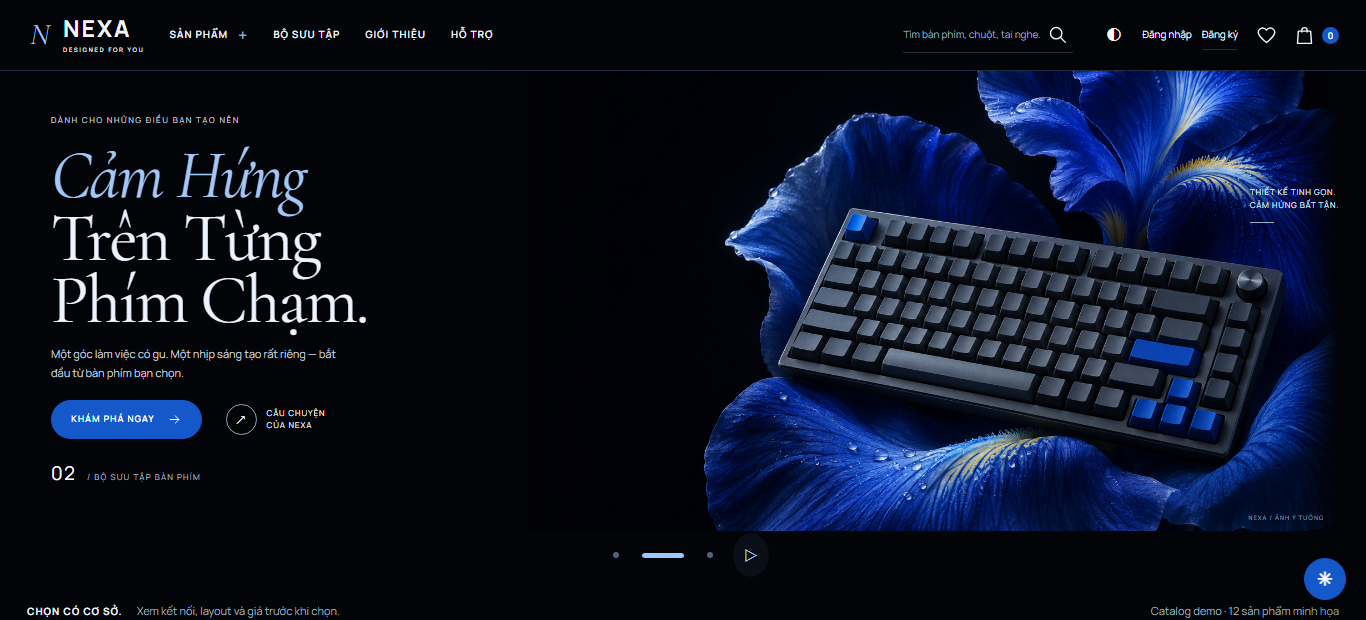 N NEXA
DESIGNED FOR YOU
SẢN PHẨM +
BỘ SƯU TẬP
GIỚI THIỆU
HỖ TRỢ
Tìm bàn phím, chuột, tai nghe.
Đăng nhập
Đăng ký
0
DÀNH CHO NHỮNG ĐIỀU BẠN TẠO NÊN
Cảm Hứng
Trên Từng
Phím Chạm.
Một góc làm việc có gu. Một nhịp sáng tạo rất riêng — bắt
đầu từ bàn phím bạn chọn.
KHÁM PHÁ NGAY →
↗
CÂU CHUYỆN
CỦA NEXA
02 / BỘ SƯU TẬP BÀN PHÍM
THIẾT KẾ TINH GỌN.
CẢM HỨNG BẤT TẬN.
NEXA / ẢNH Ý TƯỞNG
CHỌN CÓ CƠ SỞ. Xem kết nối, layout và giá trước khi chọn.
Catalog demo · 12 sản phẩm minh họa